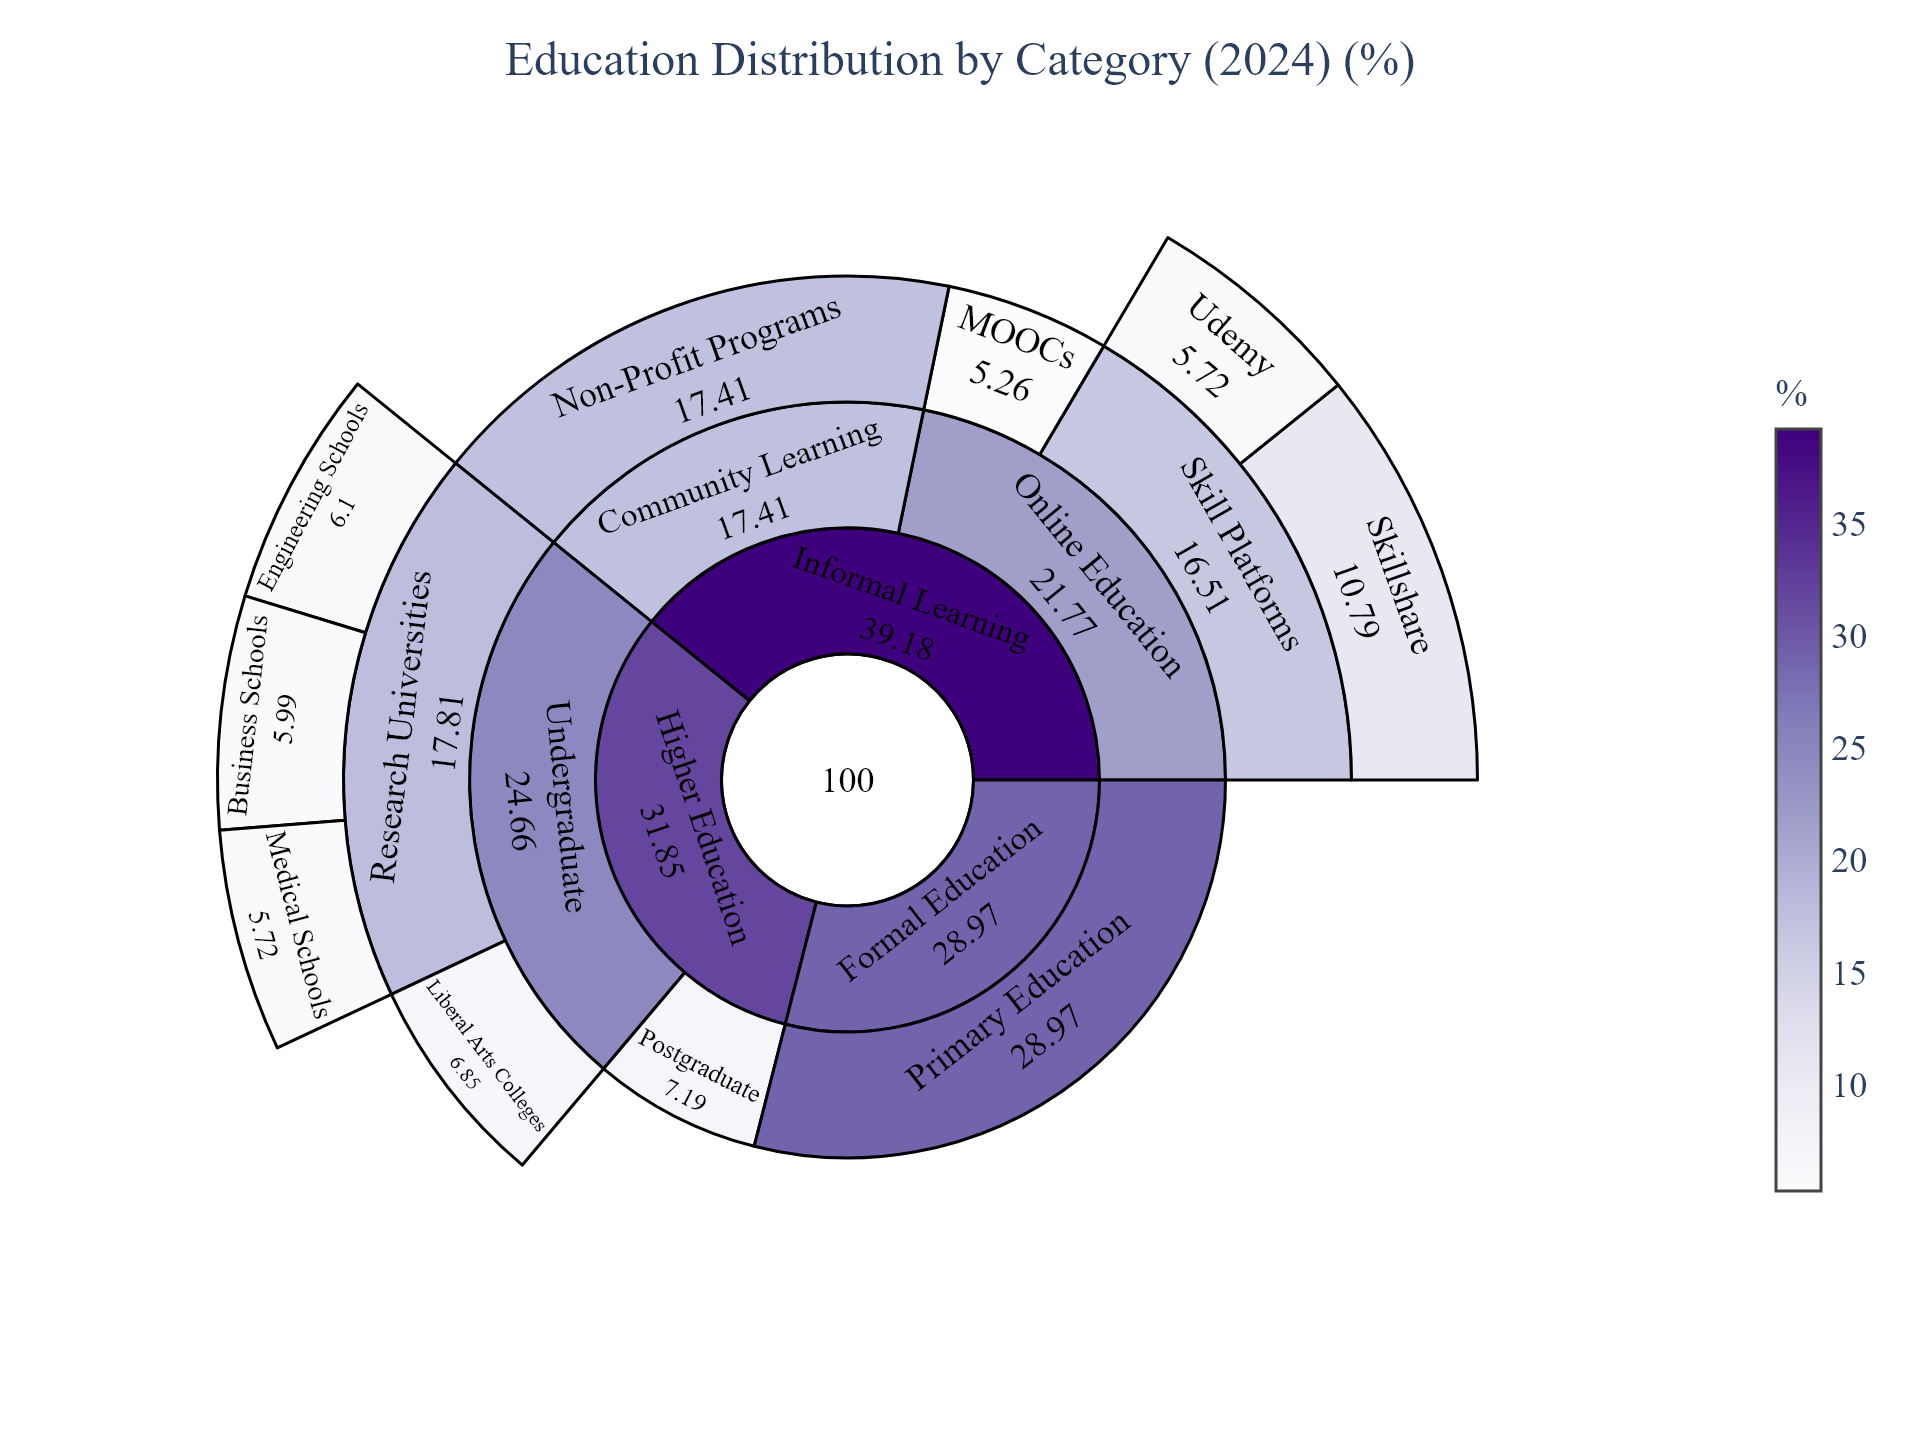 Education Distribution by Category (2024) (%)
Udemy
5.72
MOOCs
5.26
Non-Profit Programs
17.41
Engineering Schools
6.1
Community Learning
17.41
Online Education
21.77
Skill Platforms
16.51
Skillshare
10.79
Informal Learning
39.18
Business Schools
5.99
Research Universities
17.81
Undergraduate
24.66
Higher Education
31.85
100
Medical Schools
5.72
Formal Education
28.97
Primary Education
28.97
Liberal Arts Colleges
6.85
Postgraduate
7.19
%
35
30
25
20
15
10